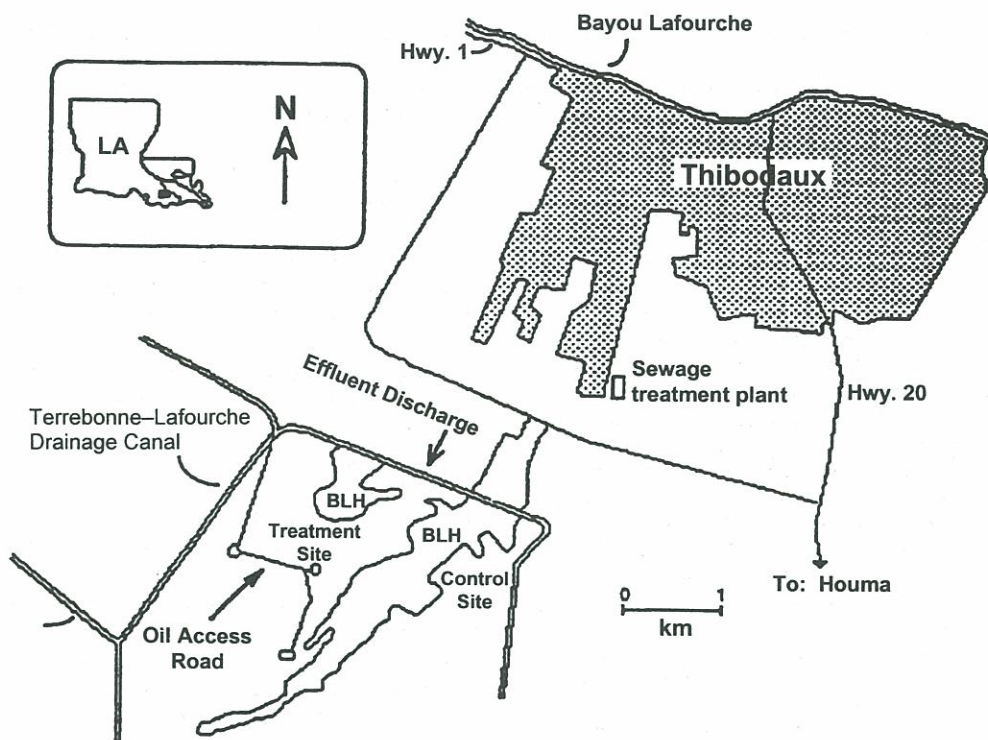 Bayou Lafourche
Hwy. 1
N
LA
Thibodaux
Sewage
treatment plant
Hwy. 20
Effluent Discharge
Terrebonne–Lafourche
Drainage Canal
BLH
BLH
Treatment
Site
Control
Site
Oil Access
Road
0 1
km
To: Houma